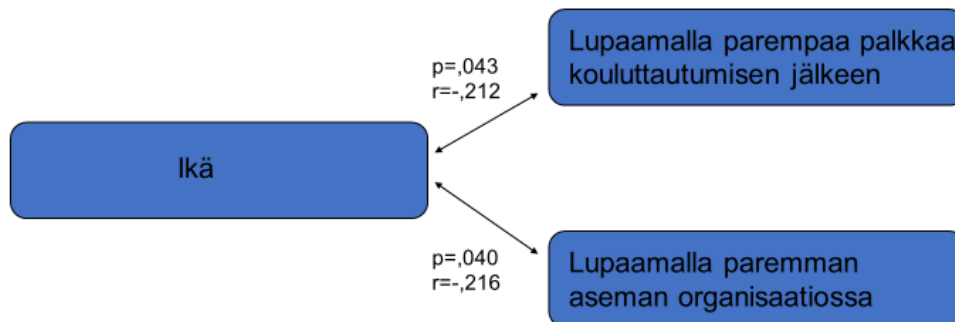 Lupaamalla parempaa palkkaa
kouluttautumisen jälkeen
p=,043
r=-,212
Ikä
p=,040
r=-,216
Lupaamalla paremman
aseman organisaatiossa